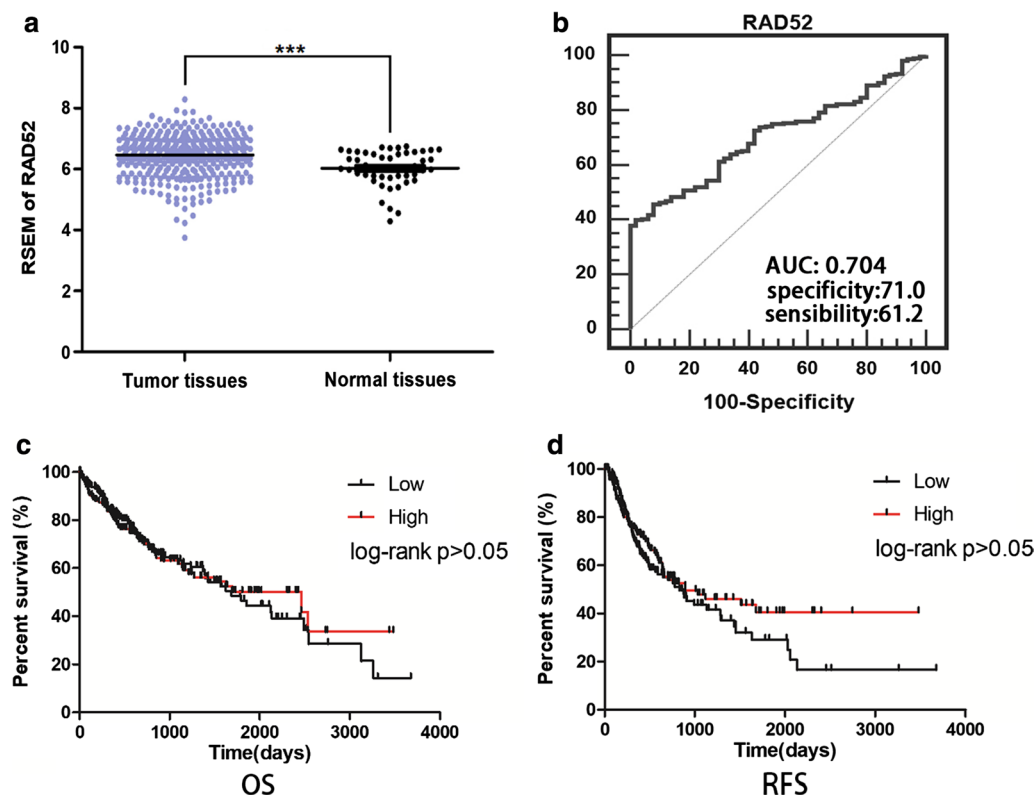 a
***
RSEM of RAD52
10
8
6
4
2
0
Tumor tissues
Normal tissues
b
RAD52
100
80
60
40
20
0
AUC: 0.704
specificity:71.0
sensibility:61.2
0 20 40 60 80 100
100-Specificity
c
Percent survival (%)
100
80
60
40
20
0
Low
High
log-rank p>0.05
0 1000 2000 3000 4000
Time(days)
OS
d
Percent survival (%)
100
80
60
40
20
0
Low
High
log-rank p>0.05
0 1000 2000 3000 4000
Time(days)
RFS